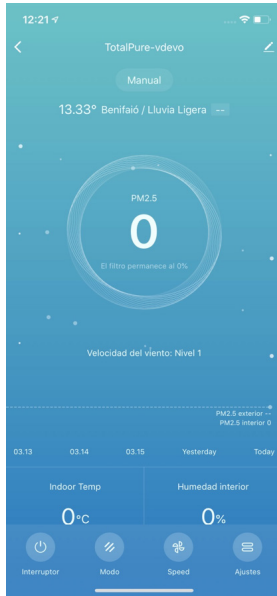 12:21
TotalPure-vdevo
Manual
13.33° Benifaió / Lluvia Ligera --
PM2.5
0
El filtro permanece al 0%
Velocidad del viento: Nivel 1
PM2.5 exterior --
PM2.5 interior 0
03.13 03.14 03.15 Yesterday Today
Indoor Temp Humedad interior
0°C 0%
Interruptor Modo Speed Ajustes